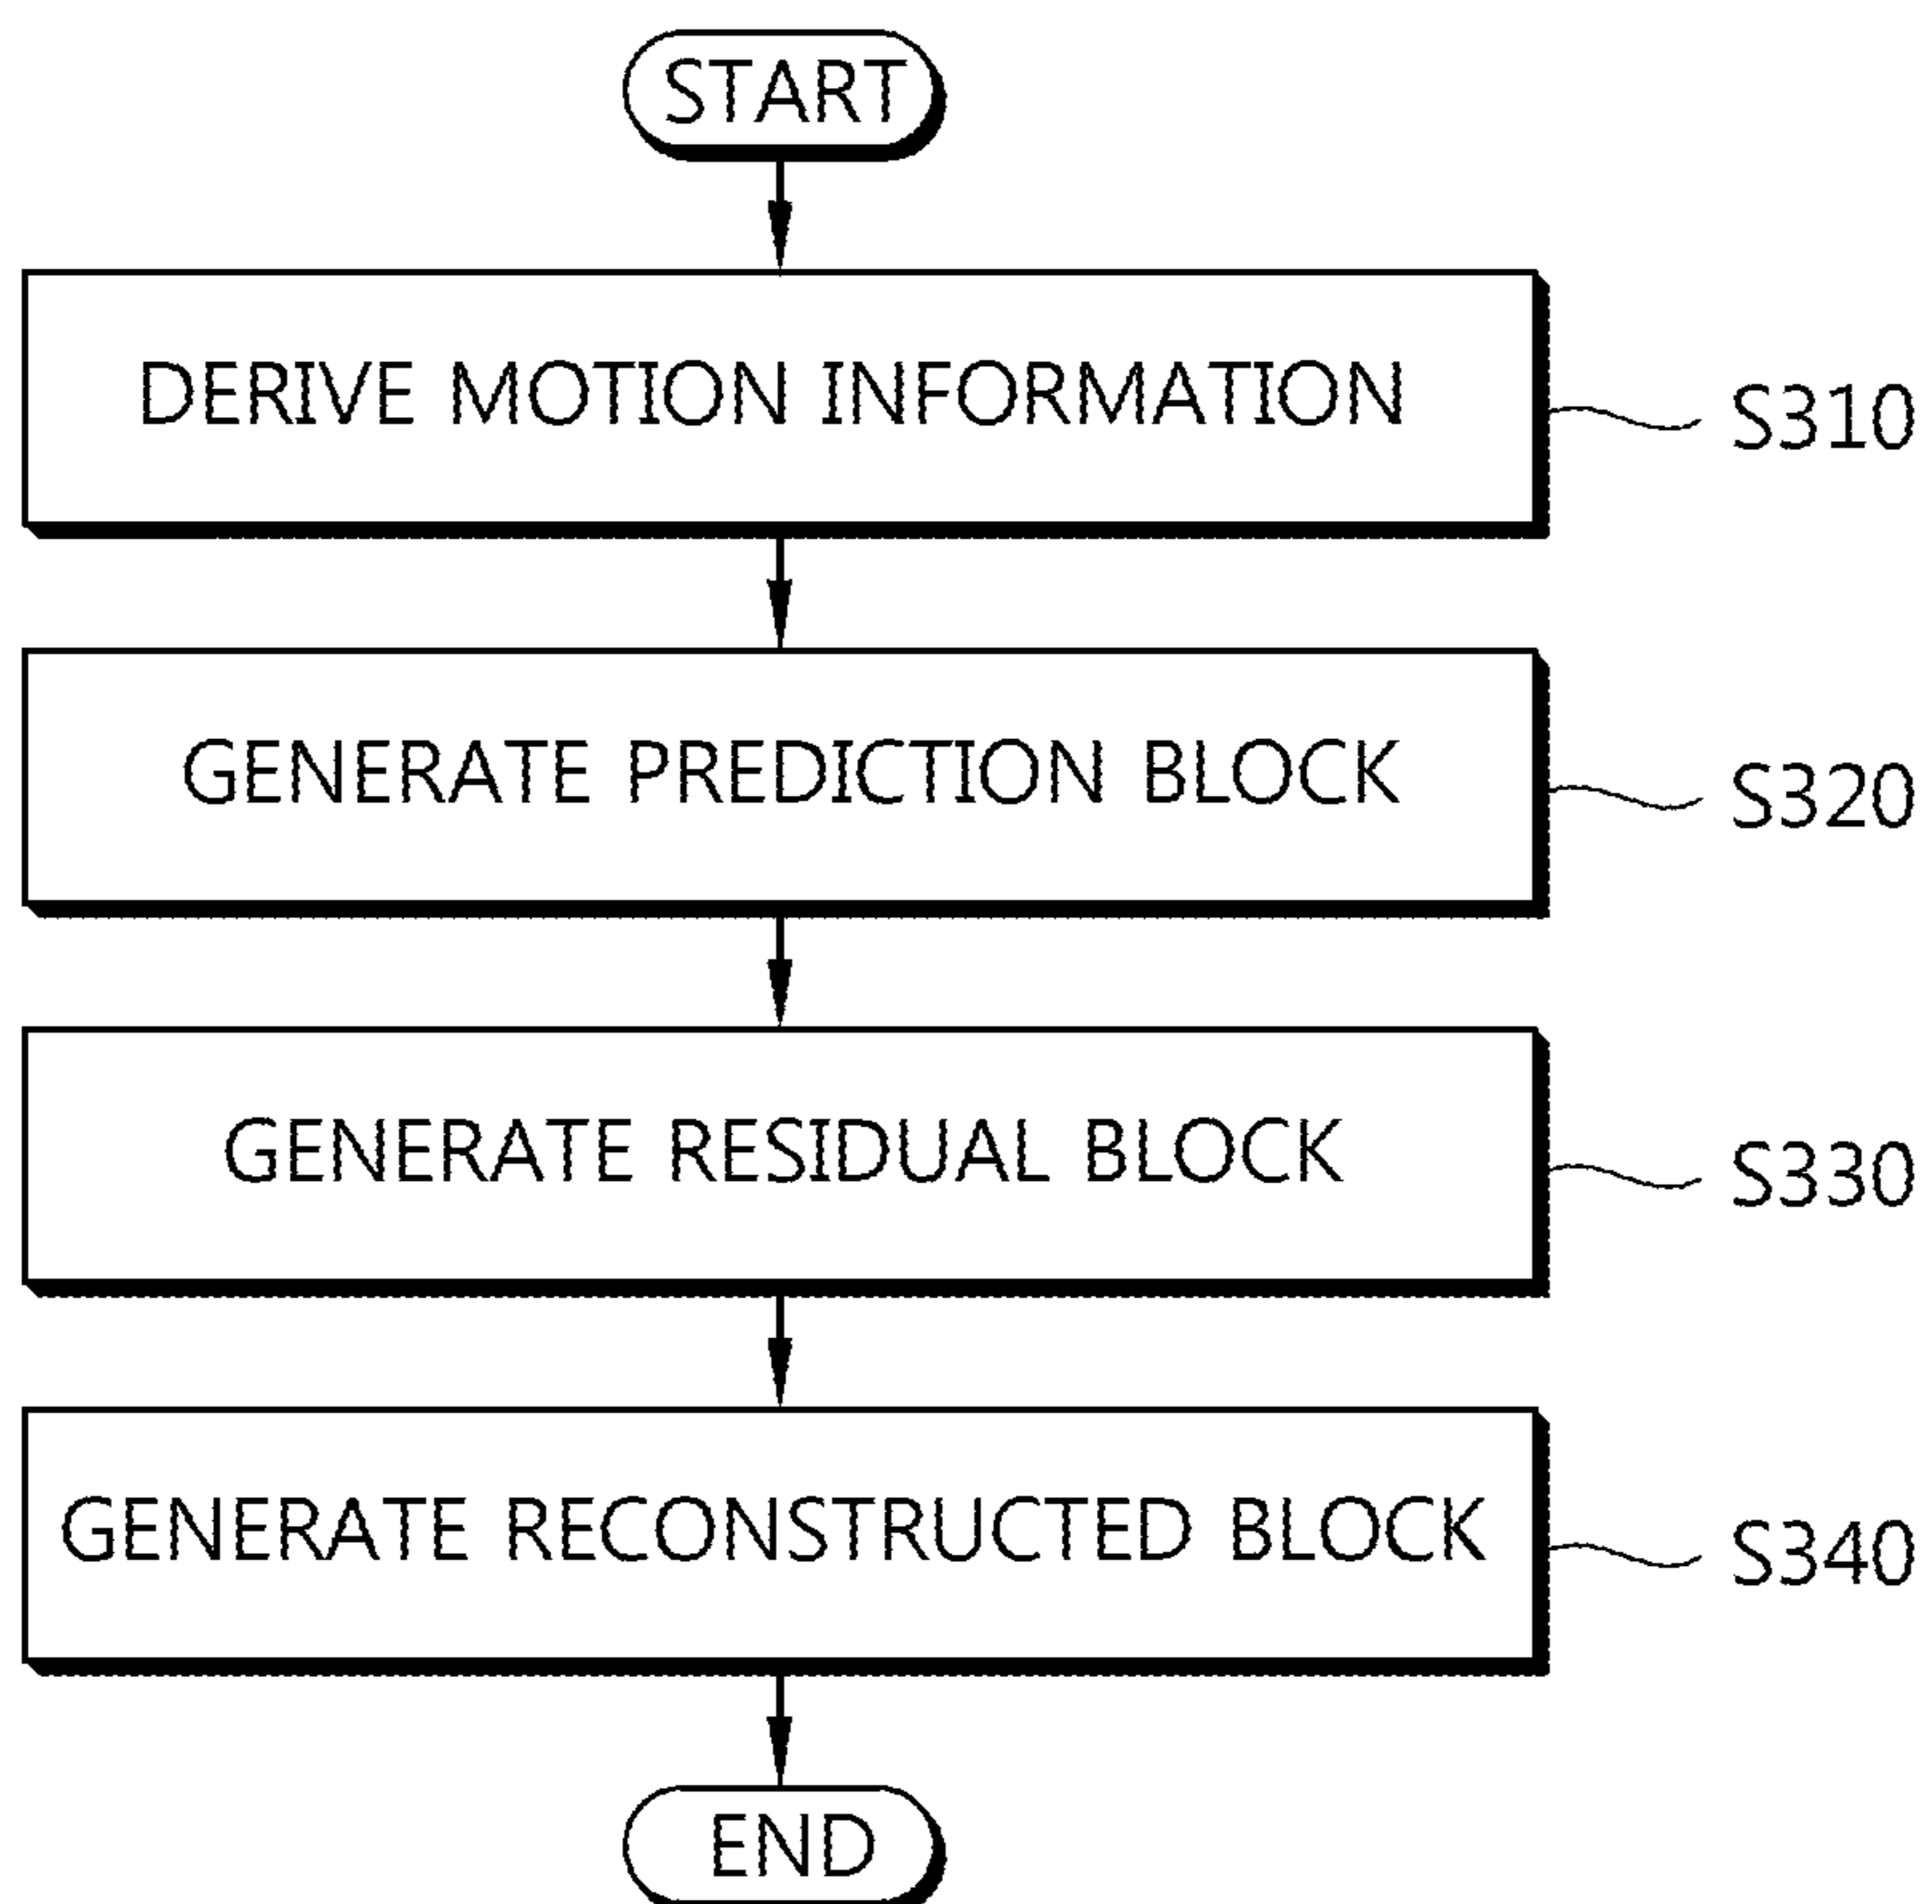 START
DERIVE MOTION INFORMATION
S310
GENERATE PREDICTION BLOCK
S320
GENERATE RESIDUAL BLOCK
S330
GENERATE RECONSTRUCTED BLOCK
S340
END